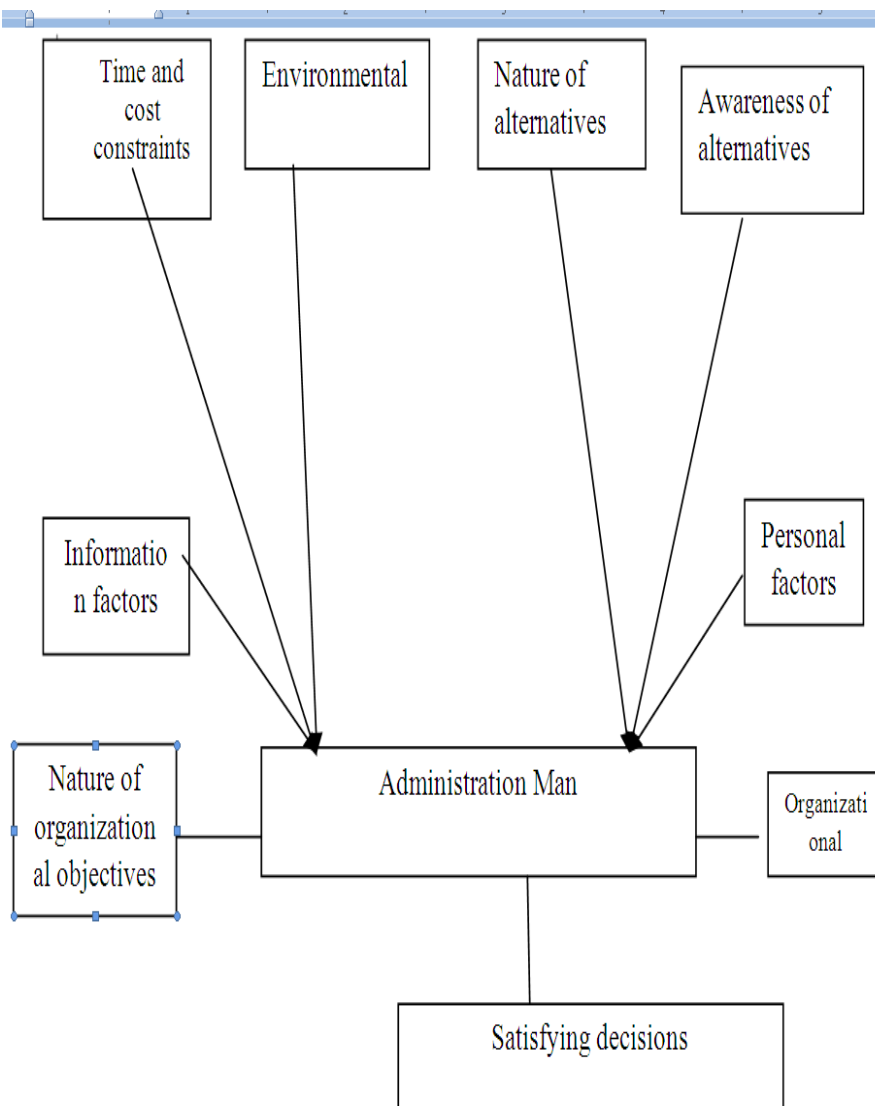 Time and
cost
constraints
Environmental
Nature of
alternatives
Awareness of
alternatives
Informatio
n factors
Personal
factors
Nature of
organization
al objectives
Administration Man
Organizati
onal
Satisfying decisions